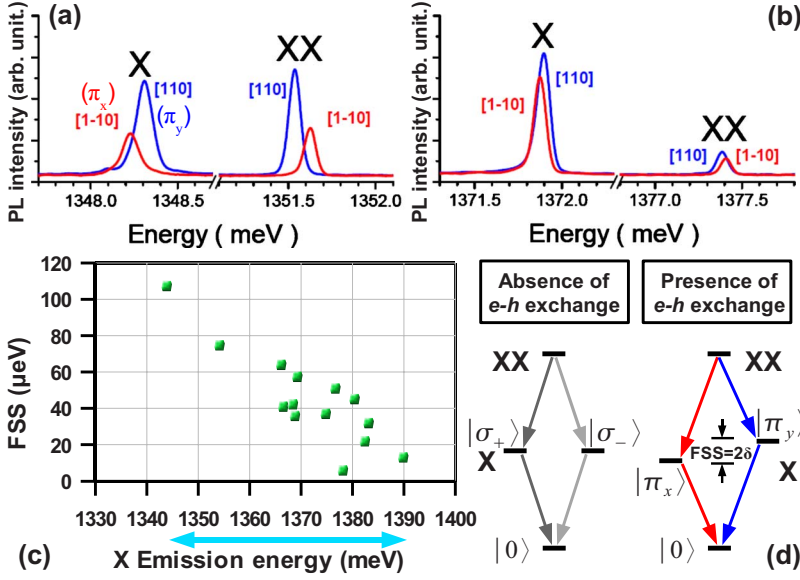 (a)
PL intensity (arb. unit.)
X
XX
(πx)
[1-10]
[110]
(πy)
[110]
[1-10]
1348.0
1348.5
1351.5
1352.0
Energy ( meV )
(b)
PL intensity (arb. unit.)
X
XX
[1-10]
[110]
[110]
[1-10]
1371.5
1372.0
1377.0
1377.5
Energy ( meV )
FSS (µeV)
120
100
80
60
40
20
0
1330
1340
1350
1360
1370
1380
1390
1400
(c)
X Emission energy (meV)
Absence of
e-h exchange
XX
|σ+⟩
|σ−⟩
X
|0⟩
Presence of
e-h exchange
XX
|πy⟩
FSS=2δ
X
|πx⟩
|0⟩
(d)